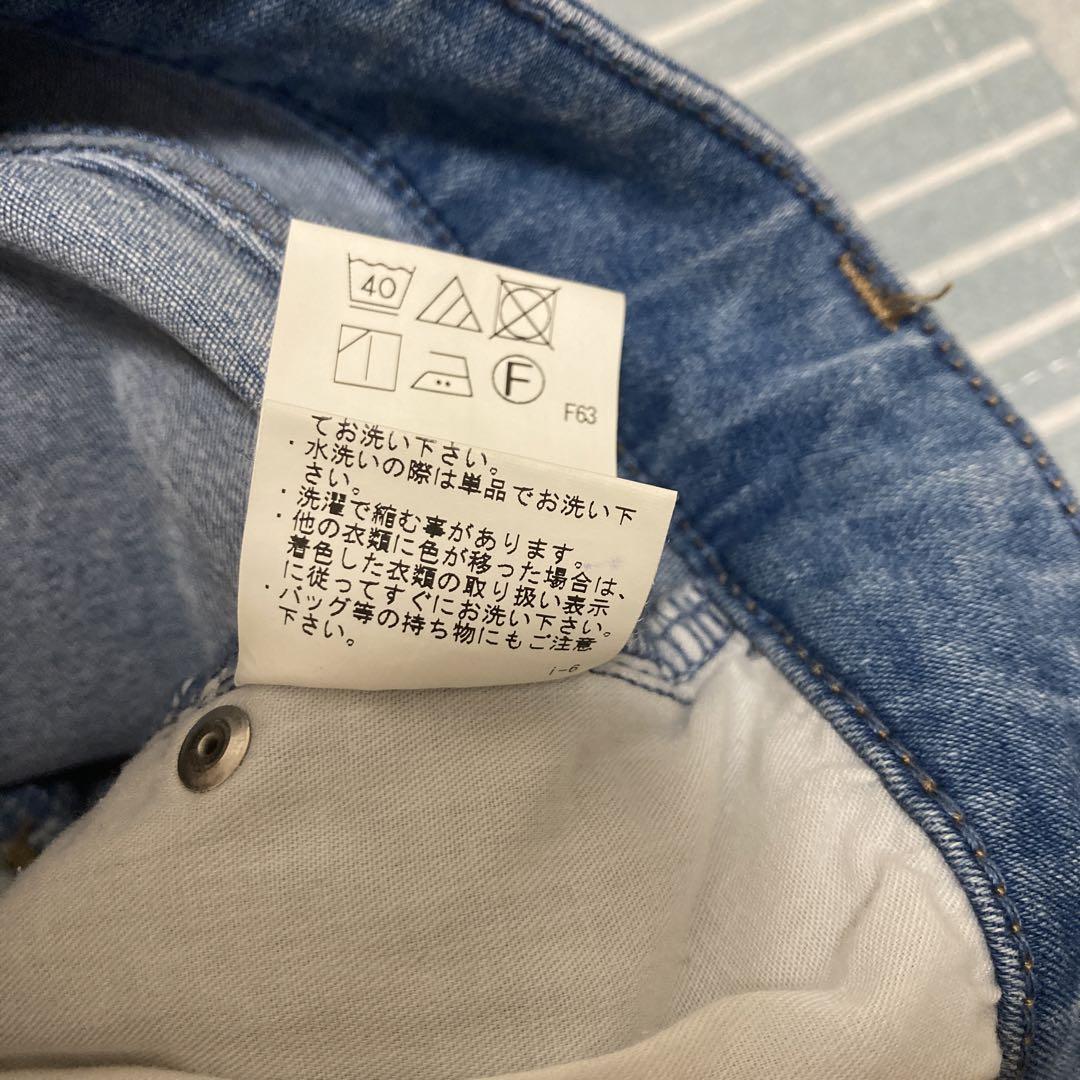 40
F
F63
てお洗い下さい。
・水洗いの際は単品でお洗い下
さい。
・洗濯で縮む事があります。
・他の衣類に色が移った場合は、
着色した衣類の取り扱い表示
に従ってすぐにお洗い下さい。
・バッグ等の持ち物にもご注意
下さい。
i-6